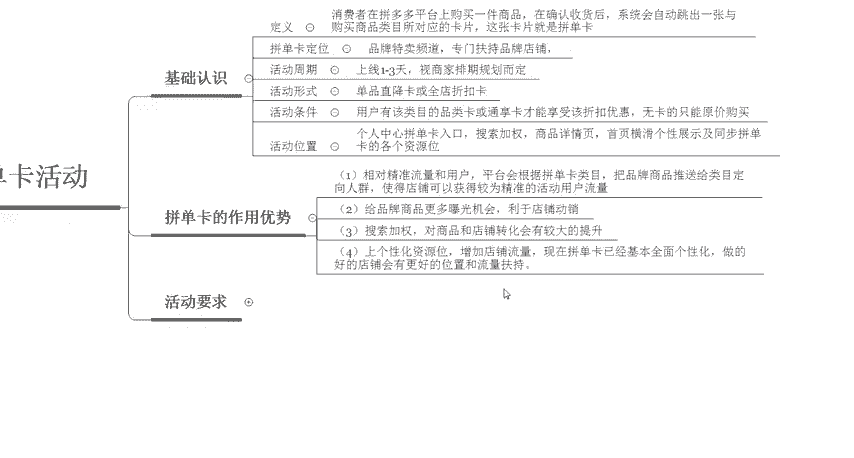 定义
消费者在拼多多平台上购买一件商品，在确认收货后，系统会自动跳出一张与
购买商品类目所对应的卡片，这张卡片就是拼单卡
拼单卡定位
品牌特卖频道，专门扶持品牌店铺，
基础认识
活动周期
上线1-3天，视商家排期规划而定
活动形式
单品直降卡或全店折扣卡
活动条件
用户有该类目的品类卡或通享卡才能享受该折扣优惠，无卡的只能原价购买
活动位置
个人中心拼单卡入口，搜索加权，商品详情页，首页横滑个性展示及同步拼单
卡的各个资源位
单卡活动
拼单卡的作用优势
（1）相对精准流量和用户，平台会根据拼单卡类目，把品牌商品推送给类目定
向人群，使得店铺可以获得较为精准的活动用户流量
（2）给品牌商品更多曝光机会，利于店铺动销
（3）搜索加权，对商品和店铺转化会有较大的提升
（4）上个性化资源位，增加店铺流量，现在拼单卡已经基本全面个性化，做的
好的店铺会有更好的位置和流量扶持。
活动要求